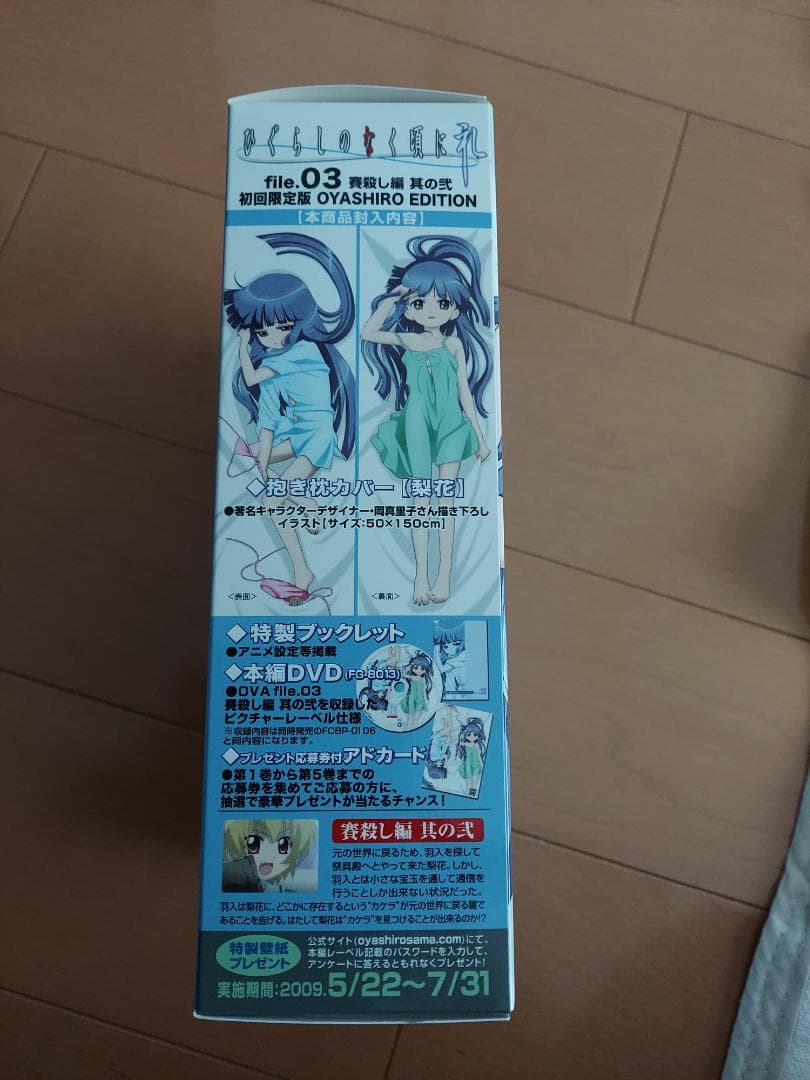 ひぐらしのなく頃に礼
file.03 賽殺し編 其の弐
初回限定版 OYASHIRO EDITION
【本商品封入内容】
◆抱き枕カバー【梨花】
●著名キャラクターデザイナー・岡真里子さん描き下ろし
イラスト[サイズ:50×150cm]
<表面>
<裏面>
◆特製ブックレット
●アニメ設定等掲載
◆本編DVD(FG-8013)
●OVA file.03
賽殺し編 其の弐を収録した
ピクチャーレーベル仕様
※収録内容は同時発売のFCBP-0106
と同内容になります。
◆プレゼント応募券付アドカード
●第1巻から第5巻までの
応募券を集めてご応募の方に、
抽選で豪華プレゼントが当たるチャンス!
賽殺し編 其の弐
元の世界に戻るため、羽入を探して
祭具殿へとやって来た梨花。しかし、
羽入とは小さな宝玉を通して通信を
行うことしか出来ない状況だった。
羽入は梨花に、どこかに存在するという“カケラ”が元の世界に戻る鍵で
あることを告げる。はたして梨花は“カケラ”を見つけることが出来るのか!?
特製壁紙
プレゼント
公式サイト(oyashirosama.com)にて、
本編レーベル記載のパスワードを入力して、
アンケートに答えるともれなくプレゼント!
実施期間:2009.5/22〜7/31